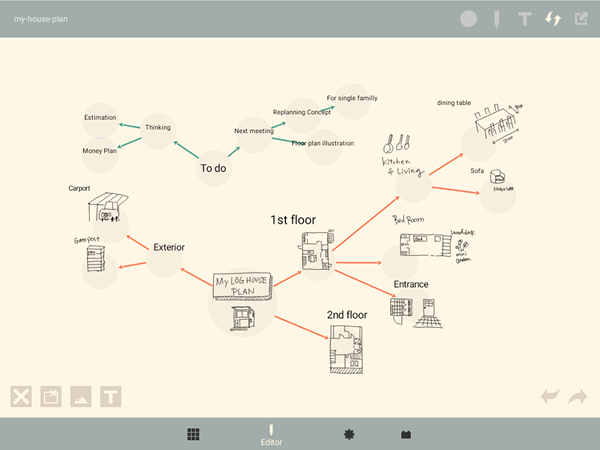 my-house-plan
For single familly
dining table
Replanning Concept
Estimation
Thinking
Next meeting
Floor plan illustration
Money Plan
To do
Kitchen
& Living
Sofa
Carport
1st floor
Bed Room
Gate post
Exterior
Entrance
MY LOG HOUSE
PLAN
2nd floor
Editor